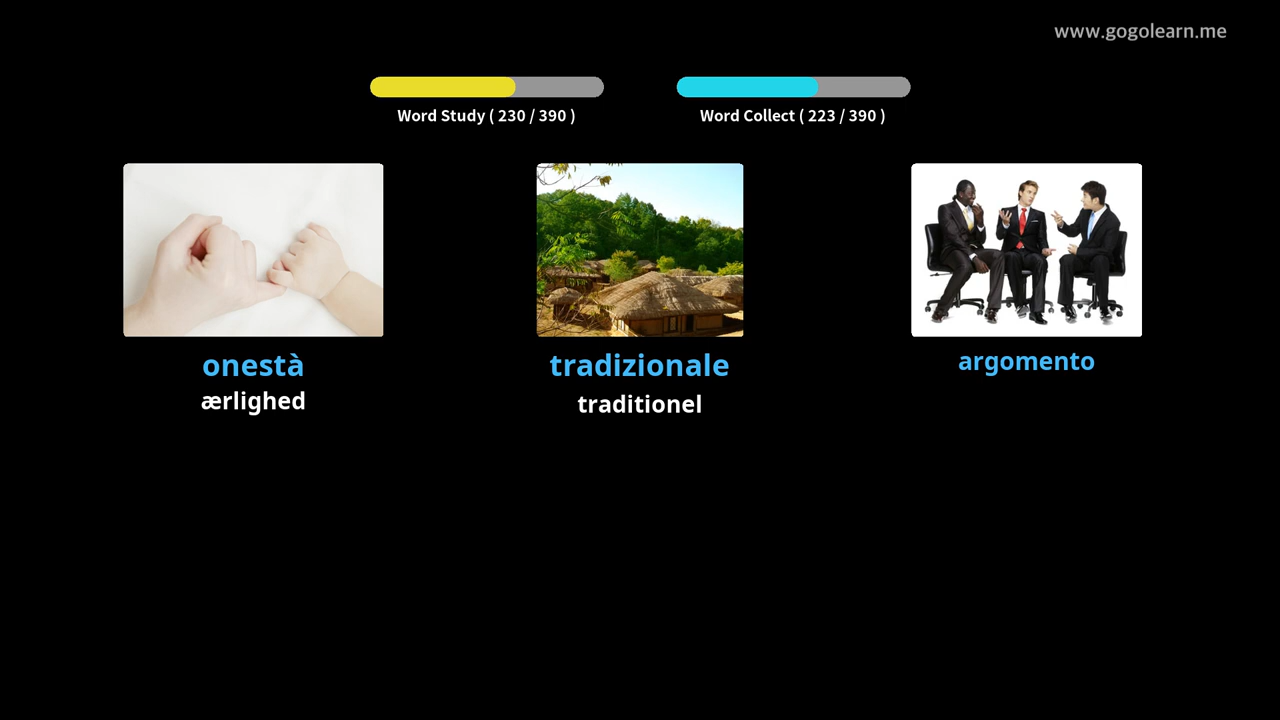 www.gogolearn.me
Word Study ( 230 / 390 )
Word Collect ( 223 / 390 )
onestà
ærlighed
tradizionale
traditionel
argomento